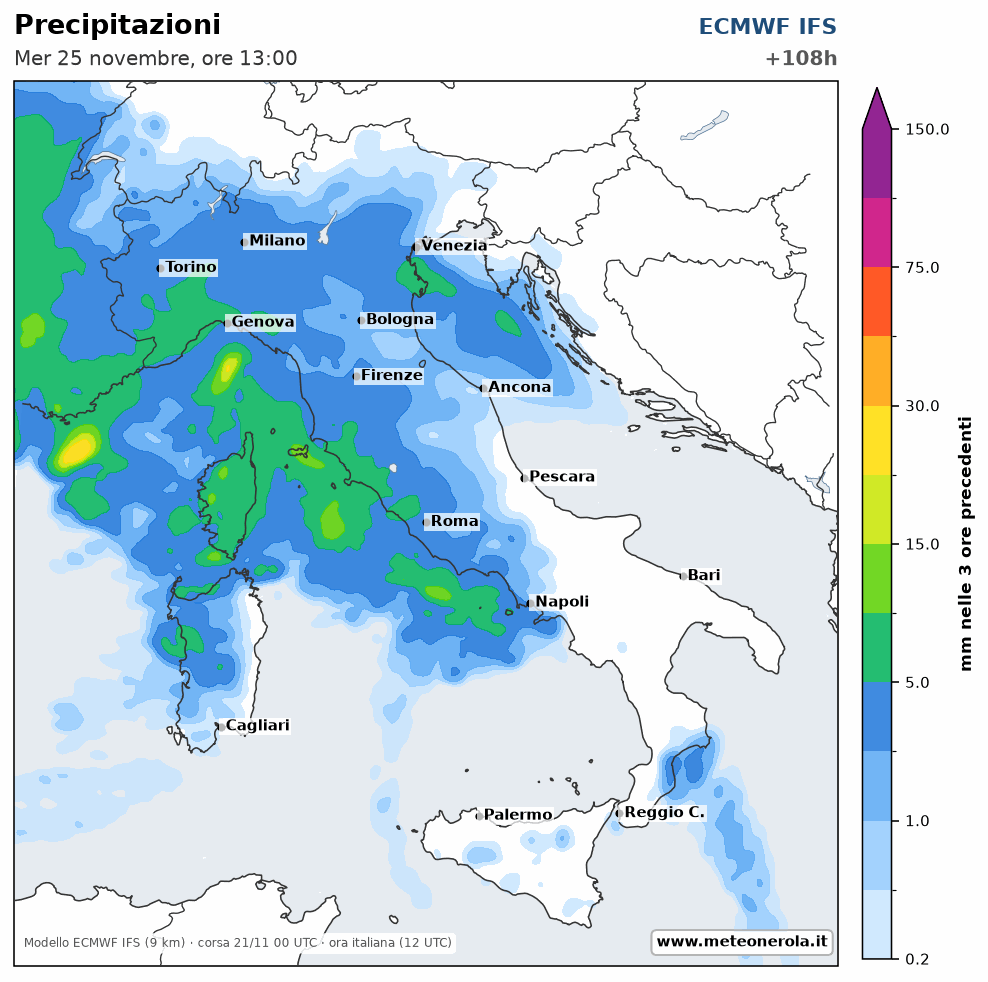 Precipitazioni
ECMWF IFS
Mer 25 novembre, ore 13:00
+108h
150.0
75.0
30.0
15.0
5.0
1.0
0.2
mm nelle 3 ore precedenti
Milano
Venezia
Torino
Genova
Bologna
Firenze
Ancona
Pescara
Roma
Bari
Napoli
Cagliari
Palermo
Reggio C.
Modello ECMWF IFS (9 km) · corsa 21/11 00 UTC · ora italiana (12 UTC)
www.meteonerola.it